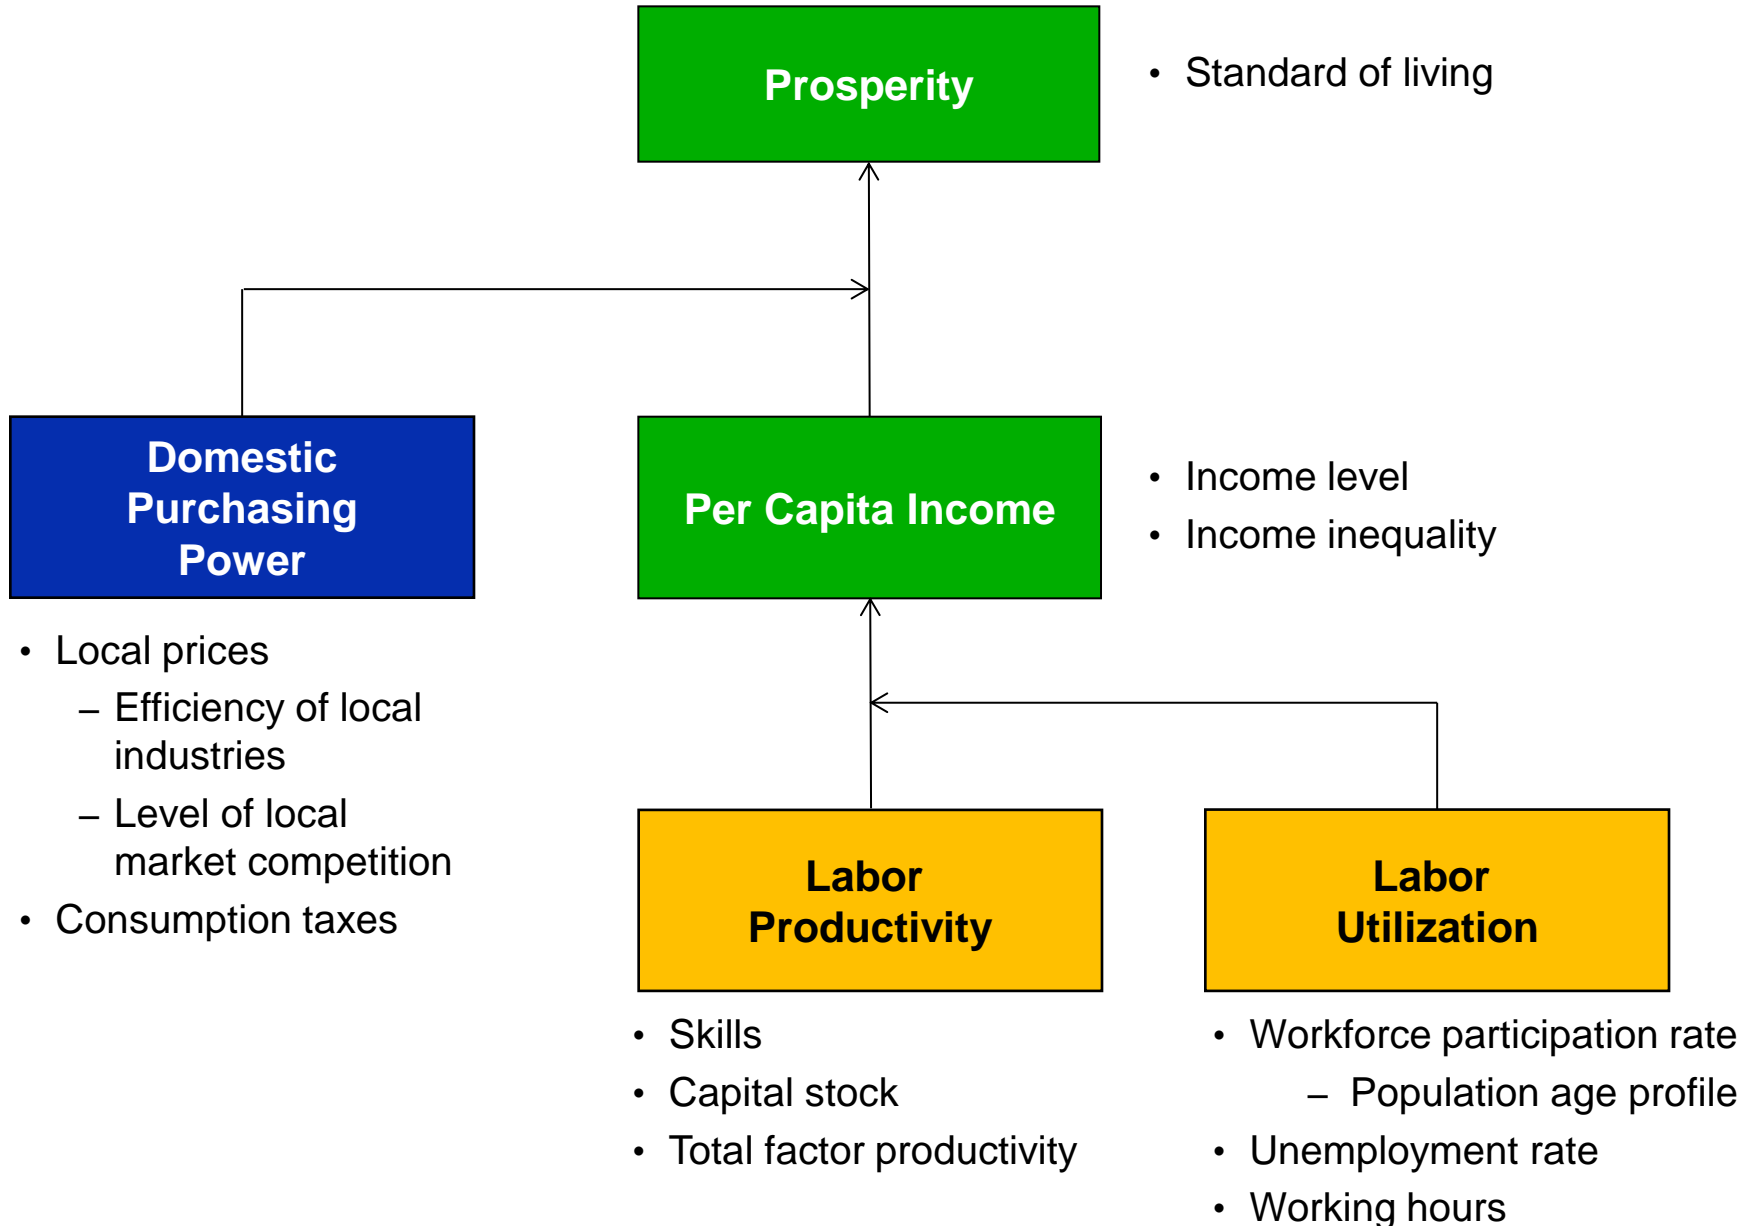 Prosperity
• Standard of living
Domestic
Purchasing
Power
Per Capita Income
• Income level
• Income inequality
• Local prices
– Efficiency of local
industries
– Level of local
market competition
• Consumption taxes
Labor
Productivity
Labor
Utilization
• Skills
• Capital stock
• Total factor productivity
• Workforce participation rate
– Population age profile
• Unemployment rate
• Working hours